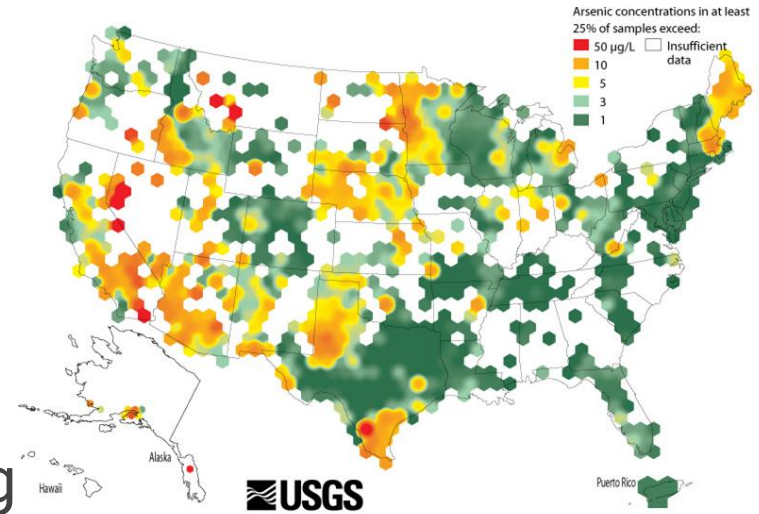 Arsenic concentrations in at least
25% of samples exceed:
50 µg/L Insufficient
data
10
5
3
1
Alaska
Hawaii
g
USGS
Puerto Rico